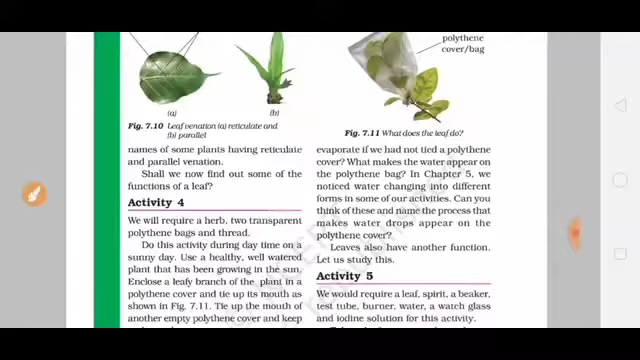 (a)
(b)
Fig. 7.10 Leaf venation (a) reticulate and
(b) parallel
names of some plants having reticulate
and parallel venation.
Shall we now find out some of the
functions of a leaf?
Activity 4
We will require a herb, two transparent
polythene bags and thread.
Do this activity during day time on a
sunny day. Use a healthy, well watered
plant that has been growing in the sun.
Enclose a leafy branch of the plant in a
polythene cover and tie up its mouth as
shown in Fig. 7.11. Tie up the mouth of
another empty polythene cover and keep
polythene
cover/bag
Fig. 7.11 What does the leaf do?
evaporate if we had not tied a polythene
cover? What makes the water appear on
the polythene bag? In Chapter 5, we
noticed water changing into different
forms in some of our activities. Can you
think of these and name the process that
makes water drops appear on the
polythene cover?
Leaves also have another function.
Let us study this.
Activity 5
We would require a leaf, spirit, a beaker,
test tube, burner, water, a watch glass
and iodine solution for this activity.